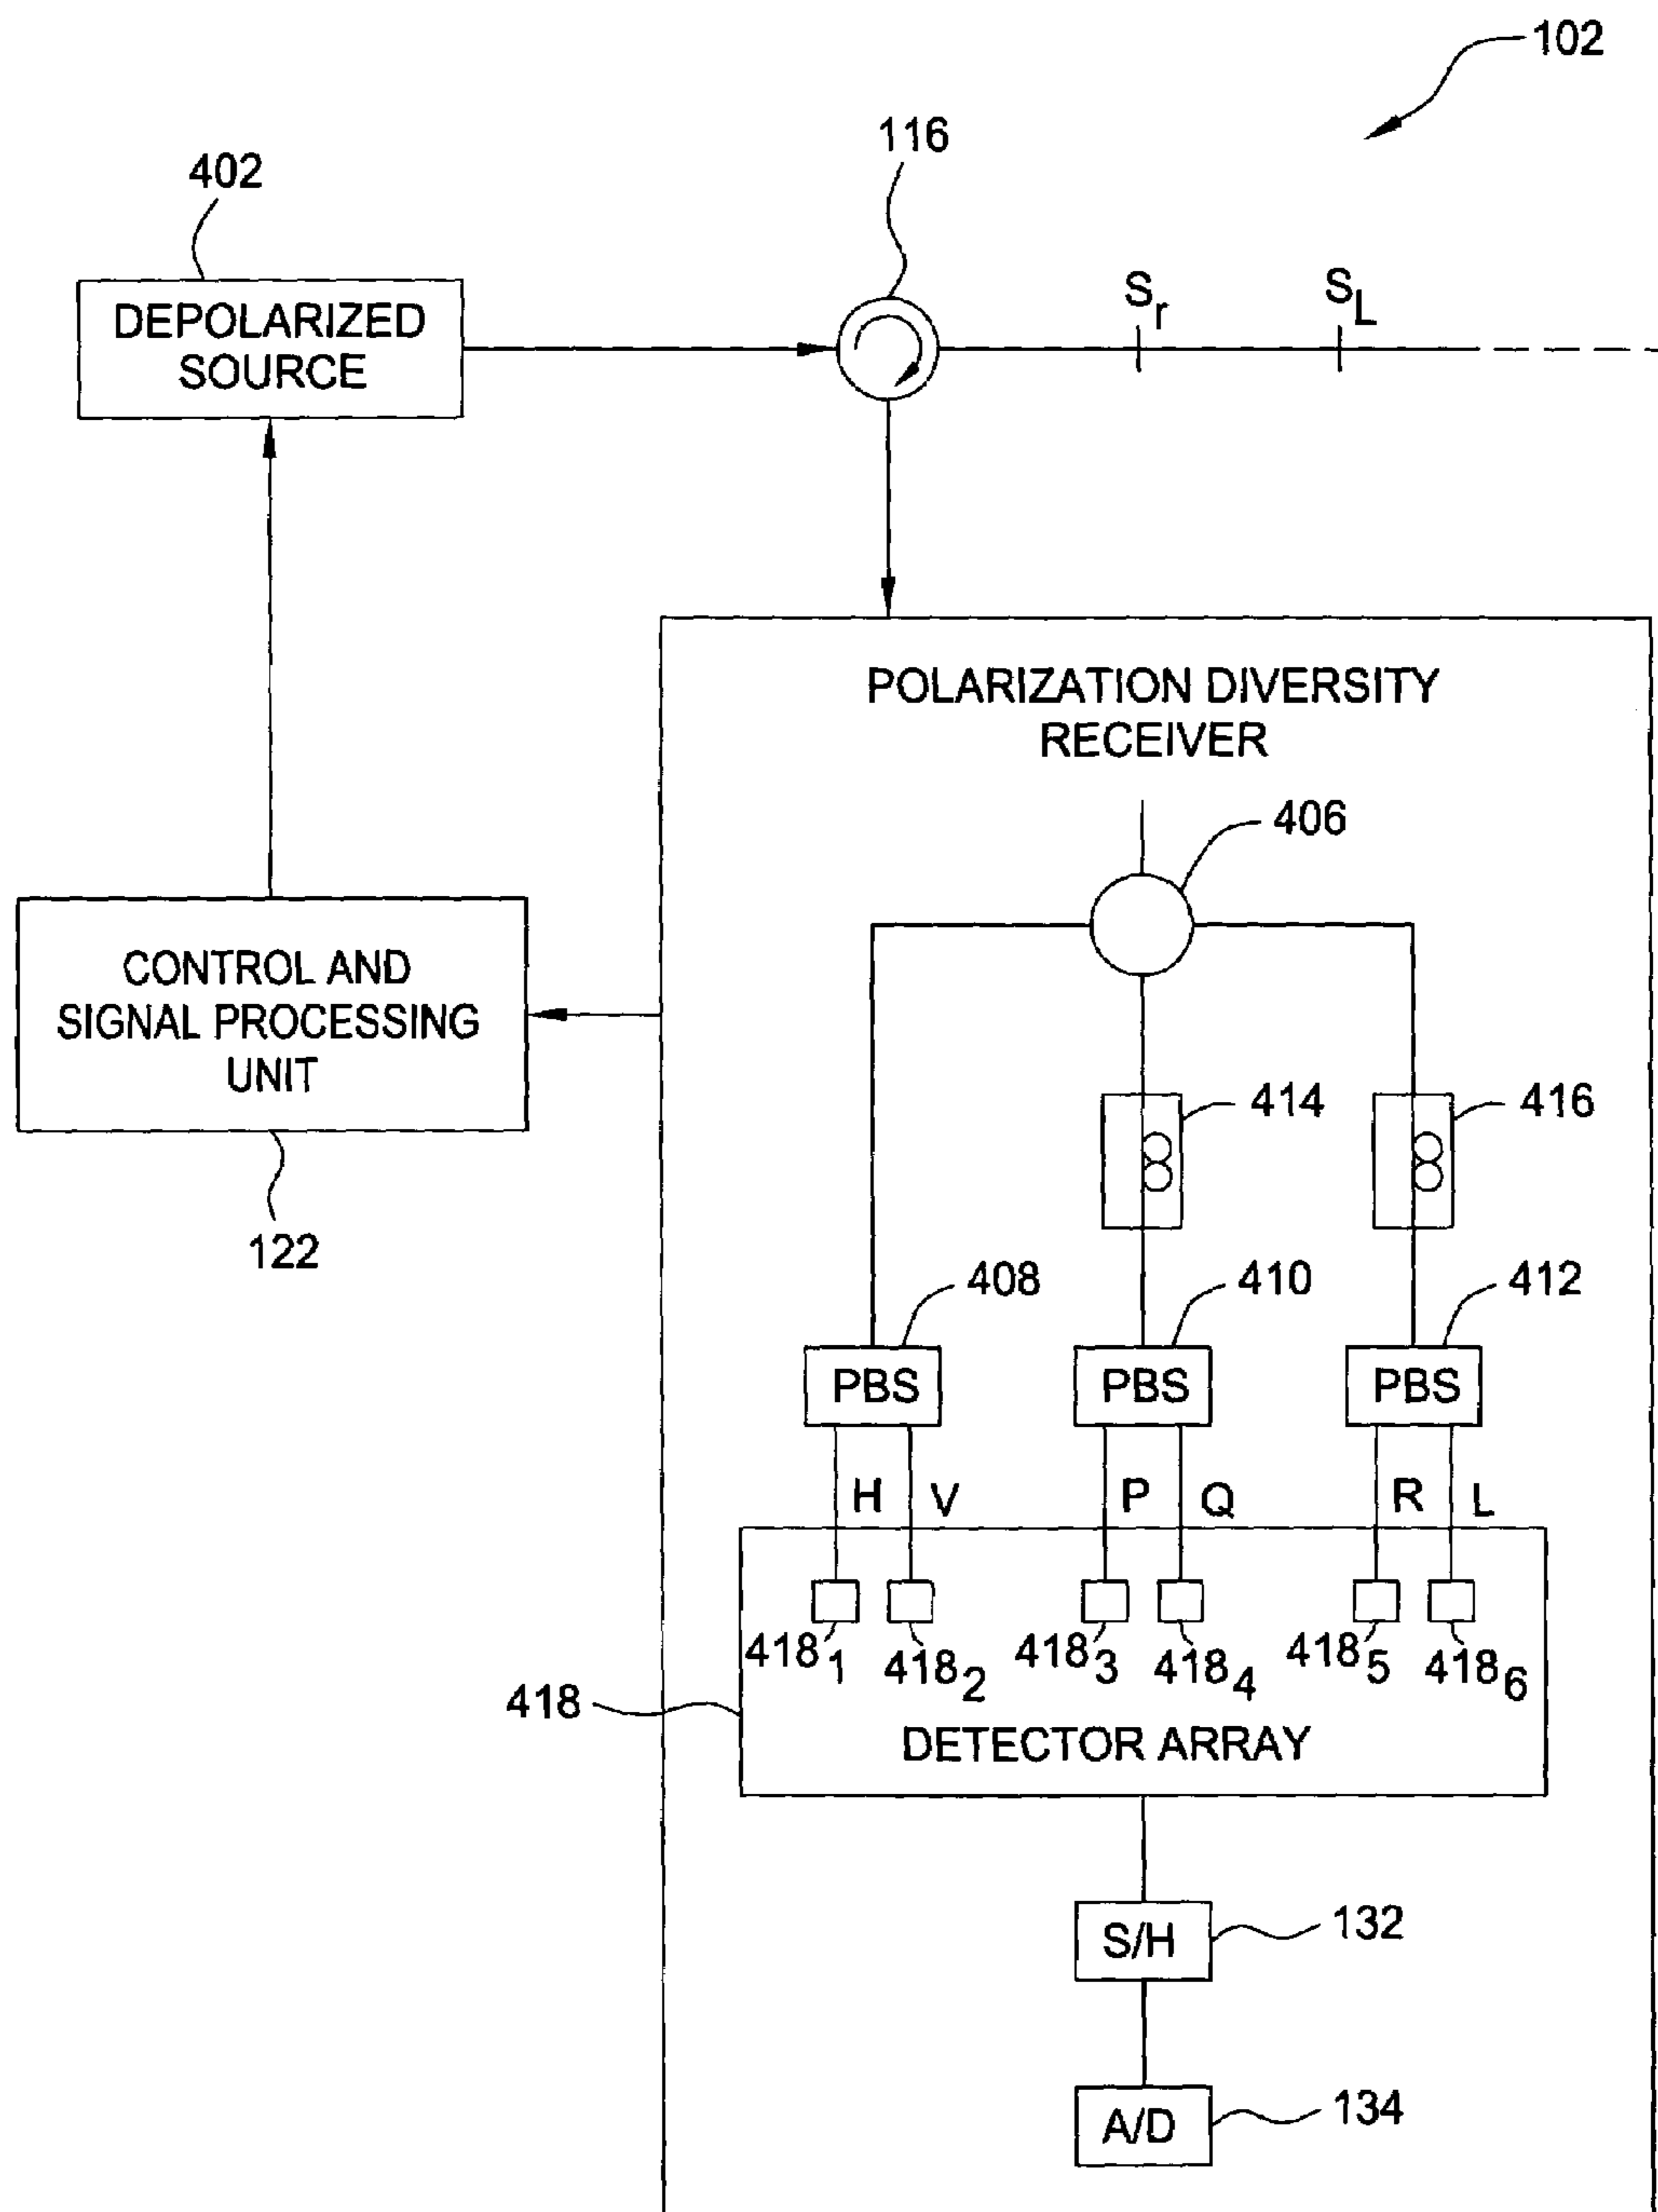 102
116
402
DEPOLARIZED
SOURCE
Sr
SL
POLARIZATION DIVERSITY
RECEIVER
406
CONTROL AND
SIGNAL PROCESSING
UNIT
122
414
416
408
410
412
PBS
PBS
PBS
H
V
P
Q
R
L
4181
4182
4183
4184
4185
4186
418
DETECTOR ARRAY
S/H
132
A/D
134